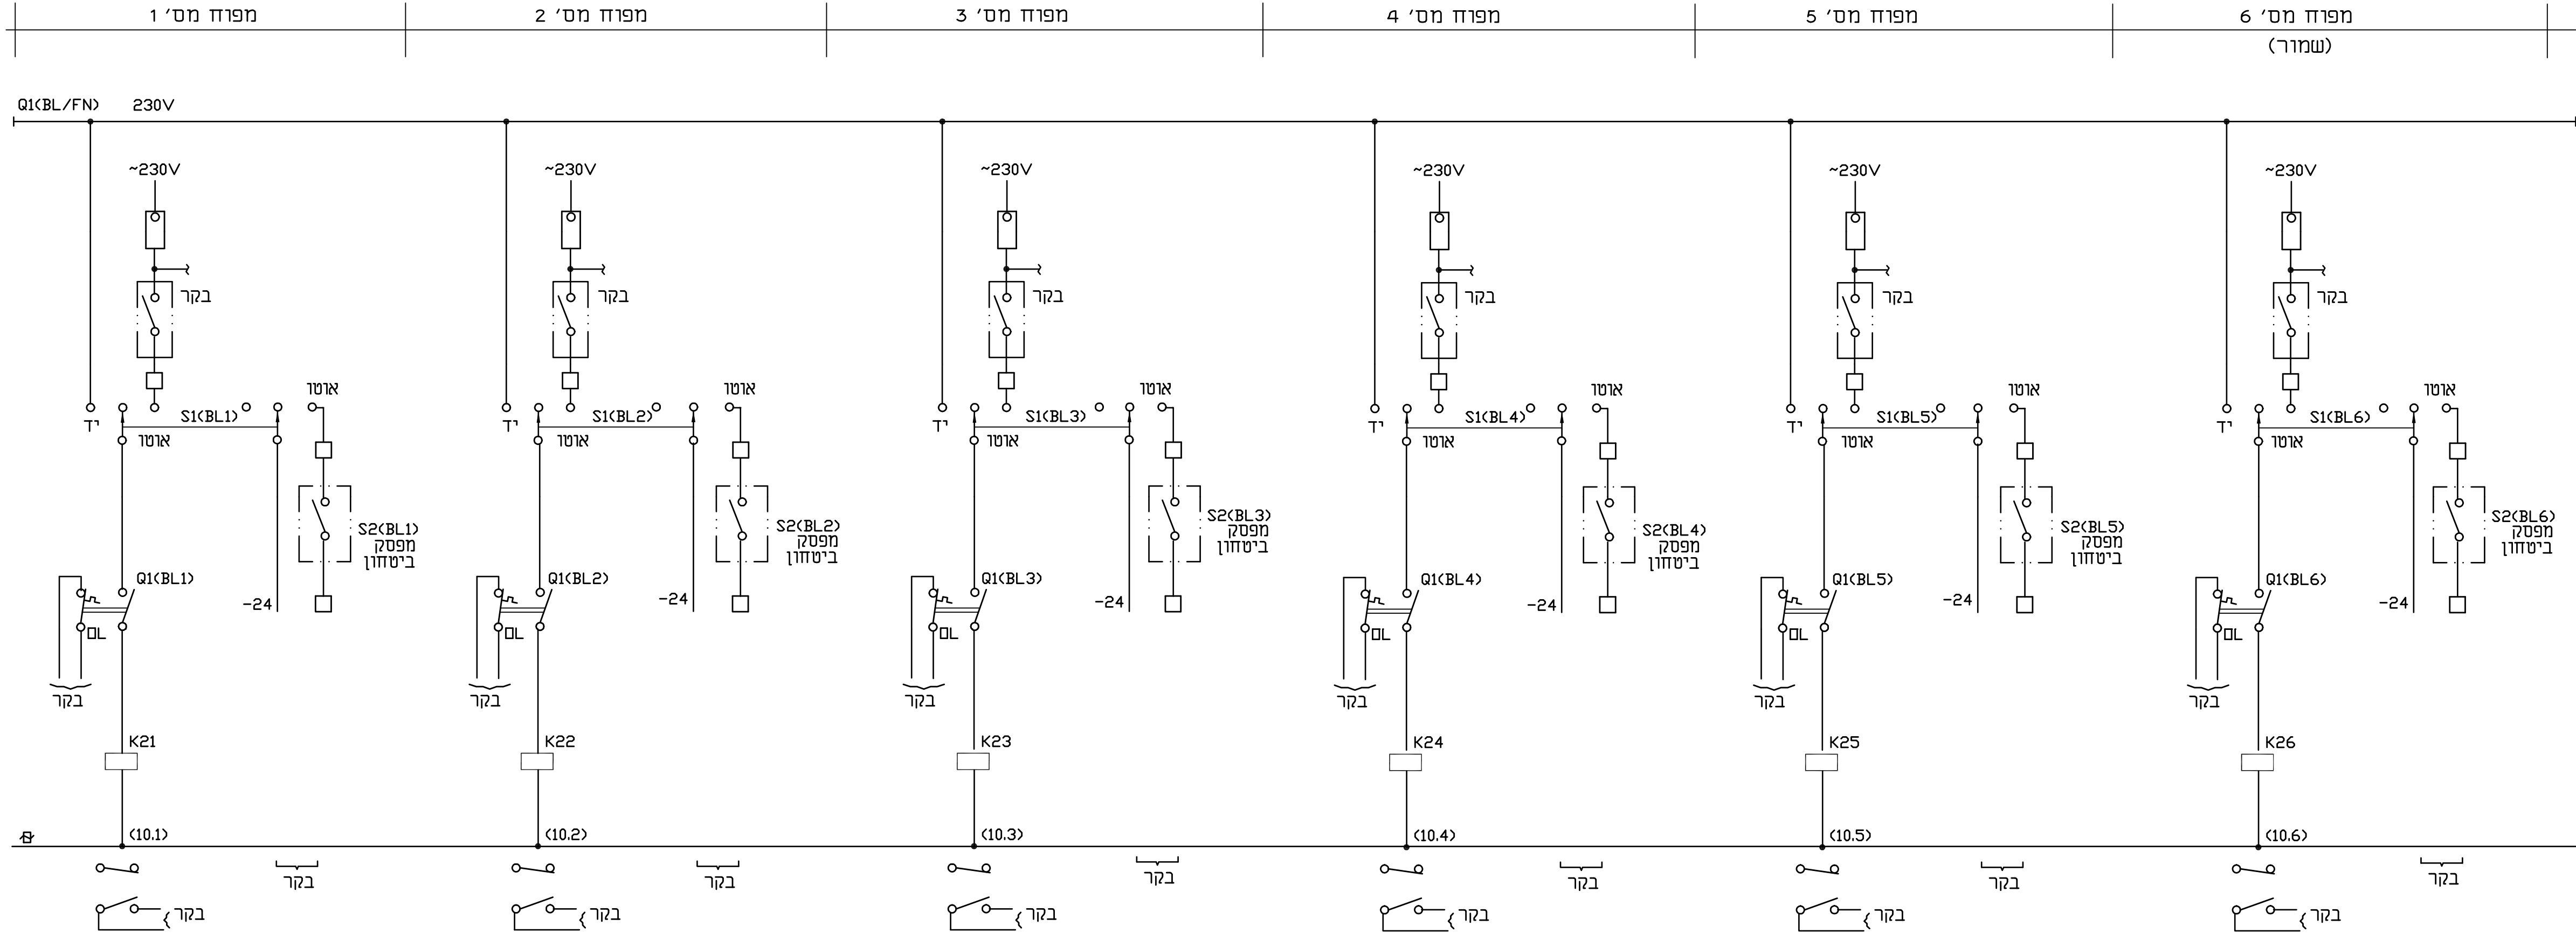 מפוח מס' 1
מפוח מס' 2
מפוח מס' 3
מפוח מס' 4
מפוח מס' 5
מפוח מס' 6
(שמור)
Q1(BL/FN) 230V
~230V
בקר
אוטו
יד
S1(BL1)
אוטו
S2(BL1)
מפסק
ביטחון
Q1(BL1)
-24
OL
בקר
K21
(10.1)
בקר
בקר
~230V
בקר
אוטו
יד
S1(BL2)
אוטו
S2(BL2)
מפסק
ביטחון
Q1(BL2)
-24
OL
בקר
K22
(10.2)
בקר
בקר
~230V
בקר
אוטו
יד
S1(BL3)
אוטו
S2(BL3)
מפסק
ביטחון
Q1(BL3)
-24
OL
בקר
K23
(10.3)
בקר
בקר
~230V
בקר
אוטו
יד
S1(BL4)
אוטו
S2(BL4)
מפסק
ביטחון
Q1(BL4)
-24
OL
בקר
K24
(10.4)
בקר
בקר
~230V
בקר
אוטו
יד
S1(BL5)
אוטו
S2(BL5)
מפסק
ביטחון
Q1(BL5)
-24
OL
בקר
K25
(10.5)
בקר
בקר
~230V
בקר
אוטו
יד
S1(BL6)
אוטו
S2(BL6)
מפסק
ביטחון
Q1(BL6)
-24
OL
בקר
K26
(10.6)
בקר
בקר